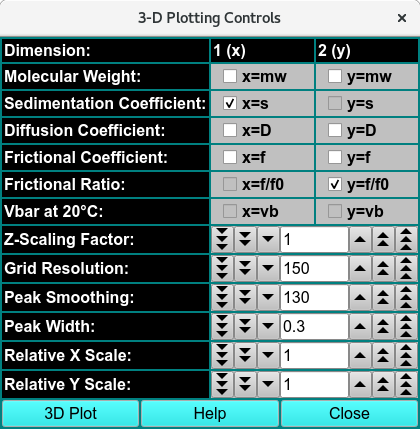 3-D Plotting Controls
Dimension: 1 (x) 2 (y)
Molecular Weight: x=mw y=mw
Sedimentation Coefficient: x=s y=s
Diffusion Coefficient: x=D y=D
Frictional Coefficient: x=f y=f
Frictional Ratio: x=f/f0 y=f/f0
Vbar at 20°C: x=vb y=vb
Z-Scaling Factor: 1
Grid Resolution: 150
Peak Smoothing: 130
Peak Width: 0.3
Relative X Scale: 1
Relative Y Scale: 1
3D Plot Help Close